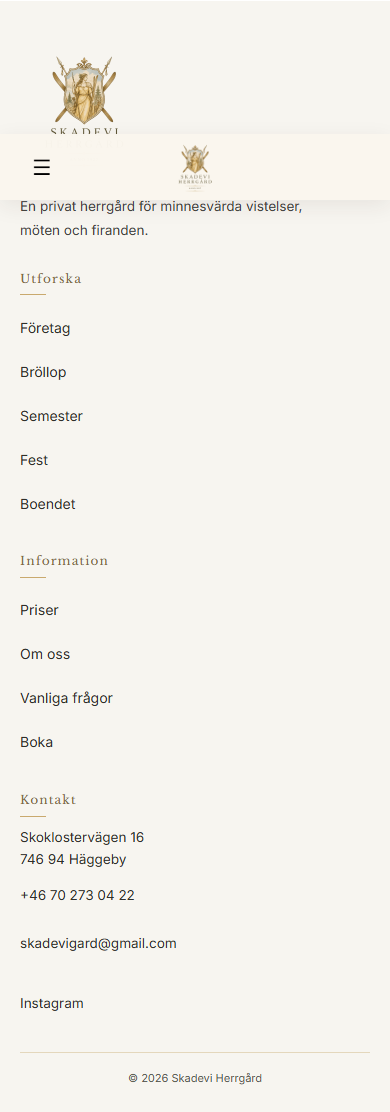 SKADEVI
☰
SKADEVI
HERRGÅRD
En privat herrgård för minnesvärda vistelser,
möten och firanden.
Utforska
Företag
Bröllop
Semester
Fest
Boendet
Information
Priser
Om oss
Vanliga frågor
Boka
Kontakt
Skoklostervägen 16
746 94 Häggeby
+46 70 273 04 22
skadevigard@gmail.com
Instagram
© 2026 Skadevi Herrgård